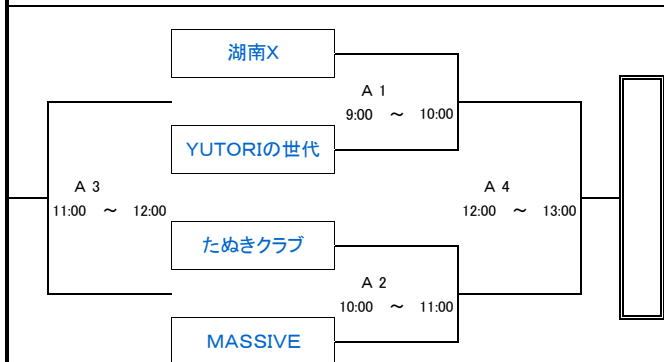 湖南X
A 1
9:00 ～ 10:00
YUTORIの世代
A 3
11:00 ～ 12:00
A 4
12:00 ～ 13:00
たぬきクラブ
A 2
10:00 ～ 11:00
MASSIVE